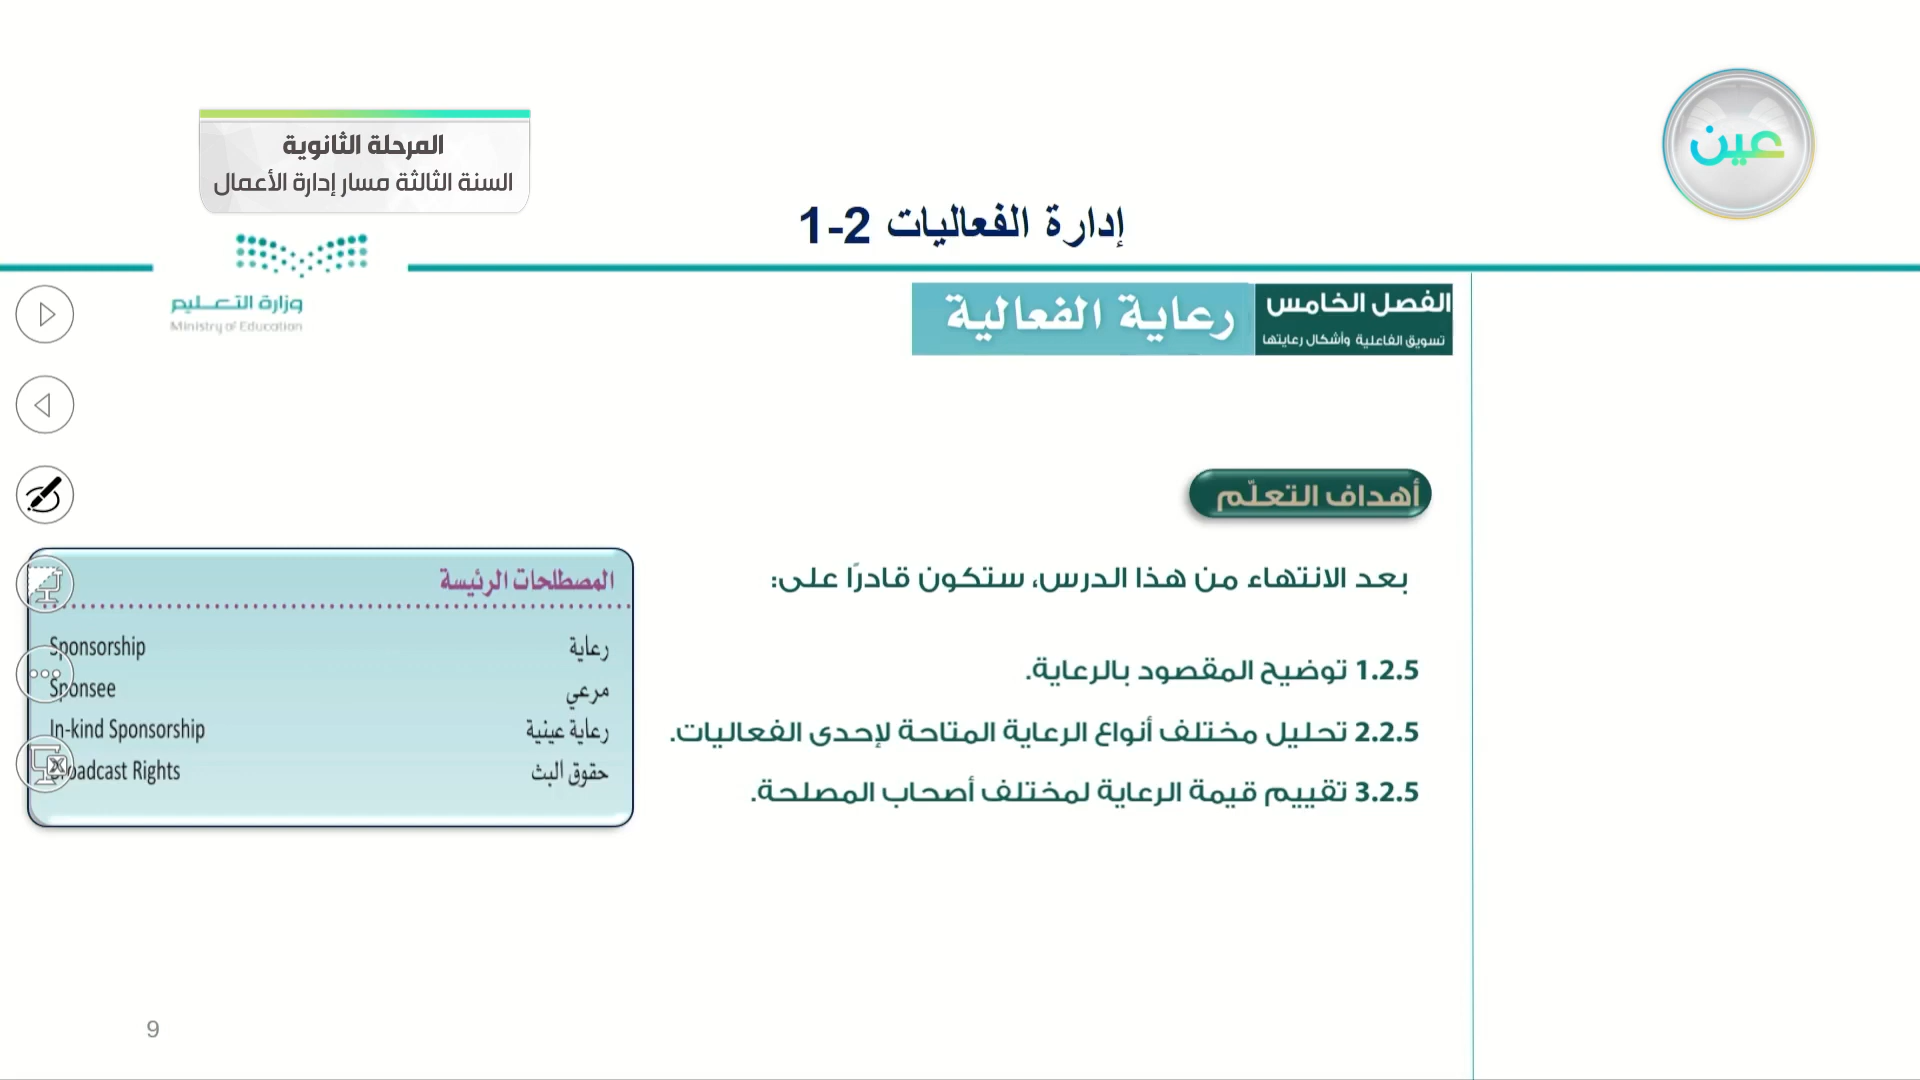 المرحلة الثانوية
السنة الثالثة مسار إدارة الأعمال
عين
إدارة الفعاليات 2-1
وزارة التعليم
Ministry of Education
الفصل الخامس
تسويق الفاعلية وأشكال رعايتها
رعاية الفعالية
أهداف التعلّم
بعد الانتهاء من هذا الدرس، ستكون قادرًا على:
1.2.5 توضيح المقصود بالرعاية.
2.2.5 تحليل مختلف أنواع الرعاية المتاحة لإحدى الفعاليات.
3.2.5 تقييم قيمة الرعاية لمختلف أصحاب المصلحة.
المصطلحات الرئيسة
رعاية Sponsorship
مرعي Sponsee
رعاية عينية In-kind Sponsorship
حقوق البث Broadcast Rights
9